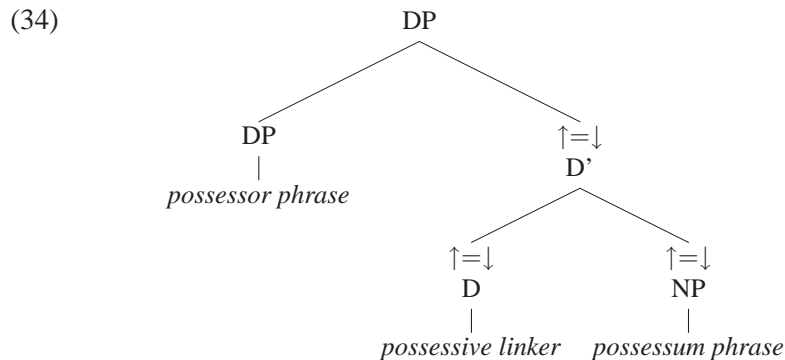 (34)
DP
DP
↑=↓
D’
possessor phrase
↑=↓
↑=↓
D
NP
possessive linker
possessum phrase